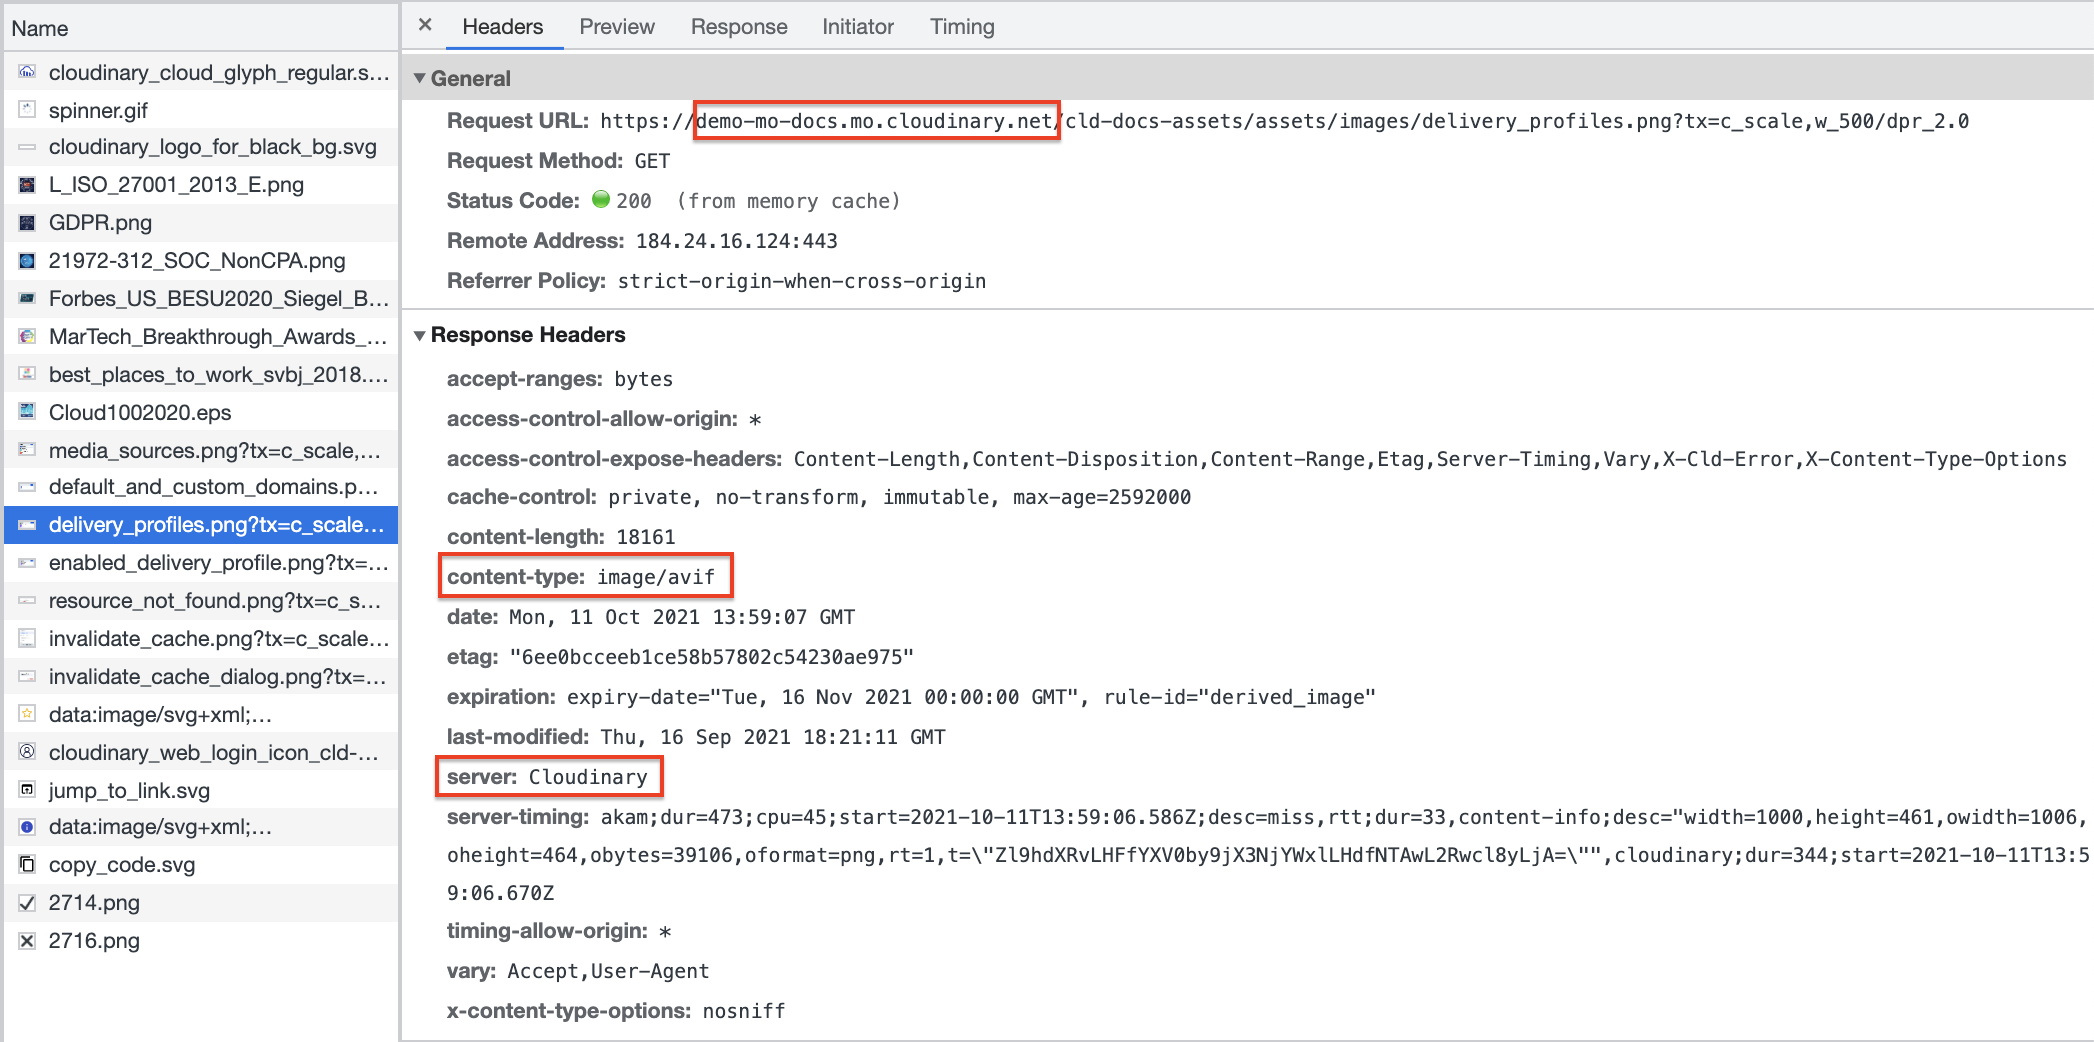 Name
cloudinary_cloud_glyph_regular.s...
spinner.gif
cloudinary_logo_for_black_bg.svg
L_ISO_27001_2013_E.png
GDPR.png
21972-312_SOC_NonCPA.png
Forbes_US_BESU2020_Siegel_B...
MarTech_Breakthrough_Awards_...
best_places_to_work_svbj_2018....
Cloud1002020.eps
media_sources.png?tx=c_scale,...
default_and_custom_domains.p...
delivery_profiles.png?tx=c_scale...
enabled_delivery_profile.png?tx=...
resource_not_found.png?tx=c_s...
invalidate_cache.png?tx=c_scale...
invalidate_cache_dialog.png?tx=...
data:image/svg+xml;...
cloudinary_web_login_icon_cld-...
jump_to_link.svg
data:image/svg+xml;...
copy_code.svg
2714.png
2716.png
Headers Preview Response Initiator Timing
General
Request URL: https://demo-mo-docs.mo.cloudinary.net/cld-docs-assets/assets/images/delivery_profiles.png?tx=c_scale,w_500/dpr_2.0
Request Method: GET
Status Code: 200 (from memory cache)
Remote Address: 184.24.16.124:443
Referrer Policy: strict-origin-when-cross-origin
Response Headers
accept-ranges: bytes
access-control-allow-origin: *
access-control-expose-headers: Content-Length,Content-Disposition,Content-Range,Etag,Server-Timing,Vary,X-Cld-Error,X-Content-Type-Options
cache-control: private, no-transform, immutable, max-age=2592000
content-length: 18161
content-type: image/avif
date: Mon, 11 Oct 2021 13:59:07 GMT
etag: "6ee0bcceeb1ce58b57802c54230ae975"
expiration: expiry-date="Tue, 16 Nov 2021 00:00:00 GMT", rule-id="derived_image"
last-modified: Thu, 16 Sep 2021 18:21:11 GMT
server: Cloudinary
server-timing: akam;dur=473;cpu=45;start=2021-10-11T13:59:06.586Z;desc=miss,rtt;dur=33,content-info;desc="width=1000,height=461,owidth=1006,
oheight=464,obytes=39106,oformat=png,rt=1,t=\"Zl9hdXRvLHFfYXV0by9jX3NjYWxlLHdfNTAwL2Rwcl8yLjA=\"",cloudinary;dur=344;start=2021-10-11T13:5
9:06.670Z
timing-allow-origin: *
vary: Accept,User-Agent
x-content-type-options: nosniff